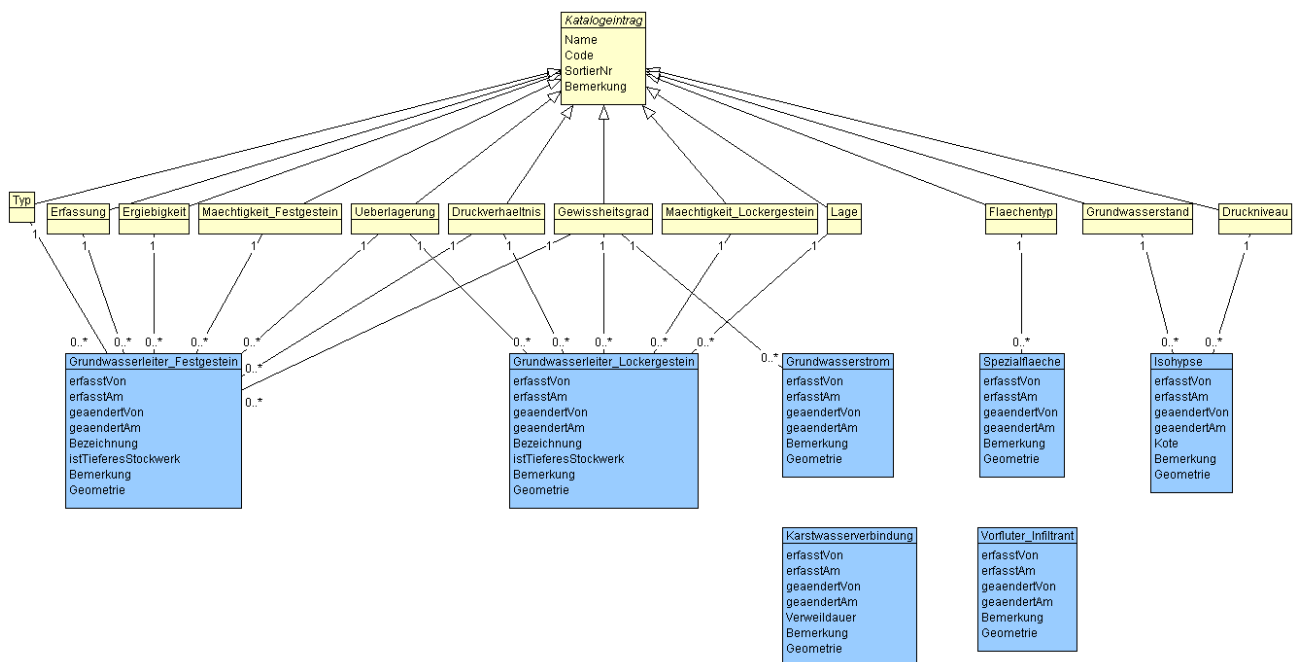 Katalogeintrag
Name
Code
SortierNr
Bemerkung
Typ
Erfassung
Ergiebigkeit
Maechtigkeit_Festgestein
Ueberlagerung
Druckverhaeltnis
Gewissheitsgrad
Maechtigkeit_Lockergestein
Lage
Flaechentyp
Grundwasserstand
Druckniveau
1 1 1 1 1 1 1 1 1 1 1 1 1 1 1 1 1
0..* 0..* 0..* 0..* 0..* 0..* 0..* 0..* 0..* 0..* 0..* 0..* 0..* 0..*
0..*
0..*
0..*
Grundwasserleiter_Festgestein
erfasstVon
erfasstAm
geaendertVon
geaendertAm
Bezeichnung
istTieferesStockwerk
Bemerkung
Geometrie
Grundwasserleiter_Lockergestein
erfasstVon
erfasstAm
geaendertVon
geaendertAm
Bezeichnung
istTieferesStockwerk
Bemerkung
Geometrie
Grundwasserstrom
erfasstVon
erfasstAm
geaendertVon
geaendertAm
Bemerkung
Geometrie
Spezialflaeche
erfasstVon
erfasstAm
geaendertVon
geaendertAm
Bemerkung
Geometrie
Isohypse
erfasstVon
erfasstAm
geaendertVon
geaendertAm
Kote
Bemerkung
Geometrie
Karstwasserverbindung
erfasstVon
erfasstAm
geaendertVon
geaendertAm
Verweildauer
Bemerkung
Geometrie
Vorfluter_Infiltrant
erfasstVon
erfasstAm
geaendertVon
geaendertAm
Bemerkung
Geometrie